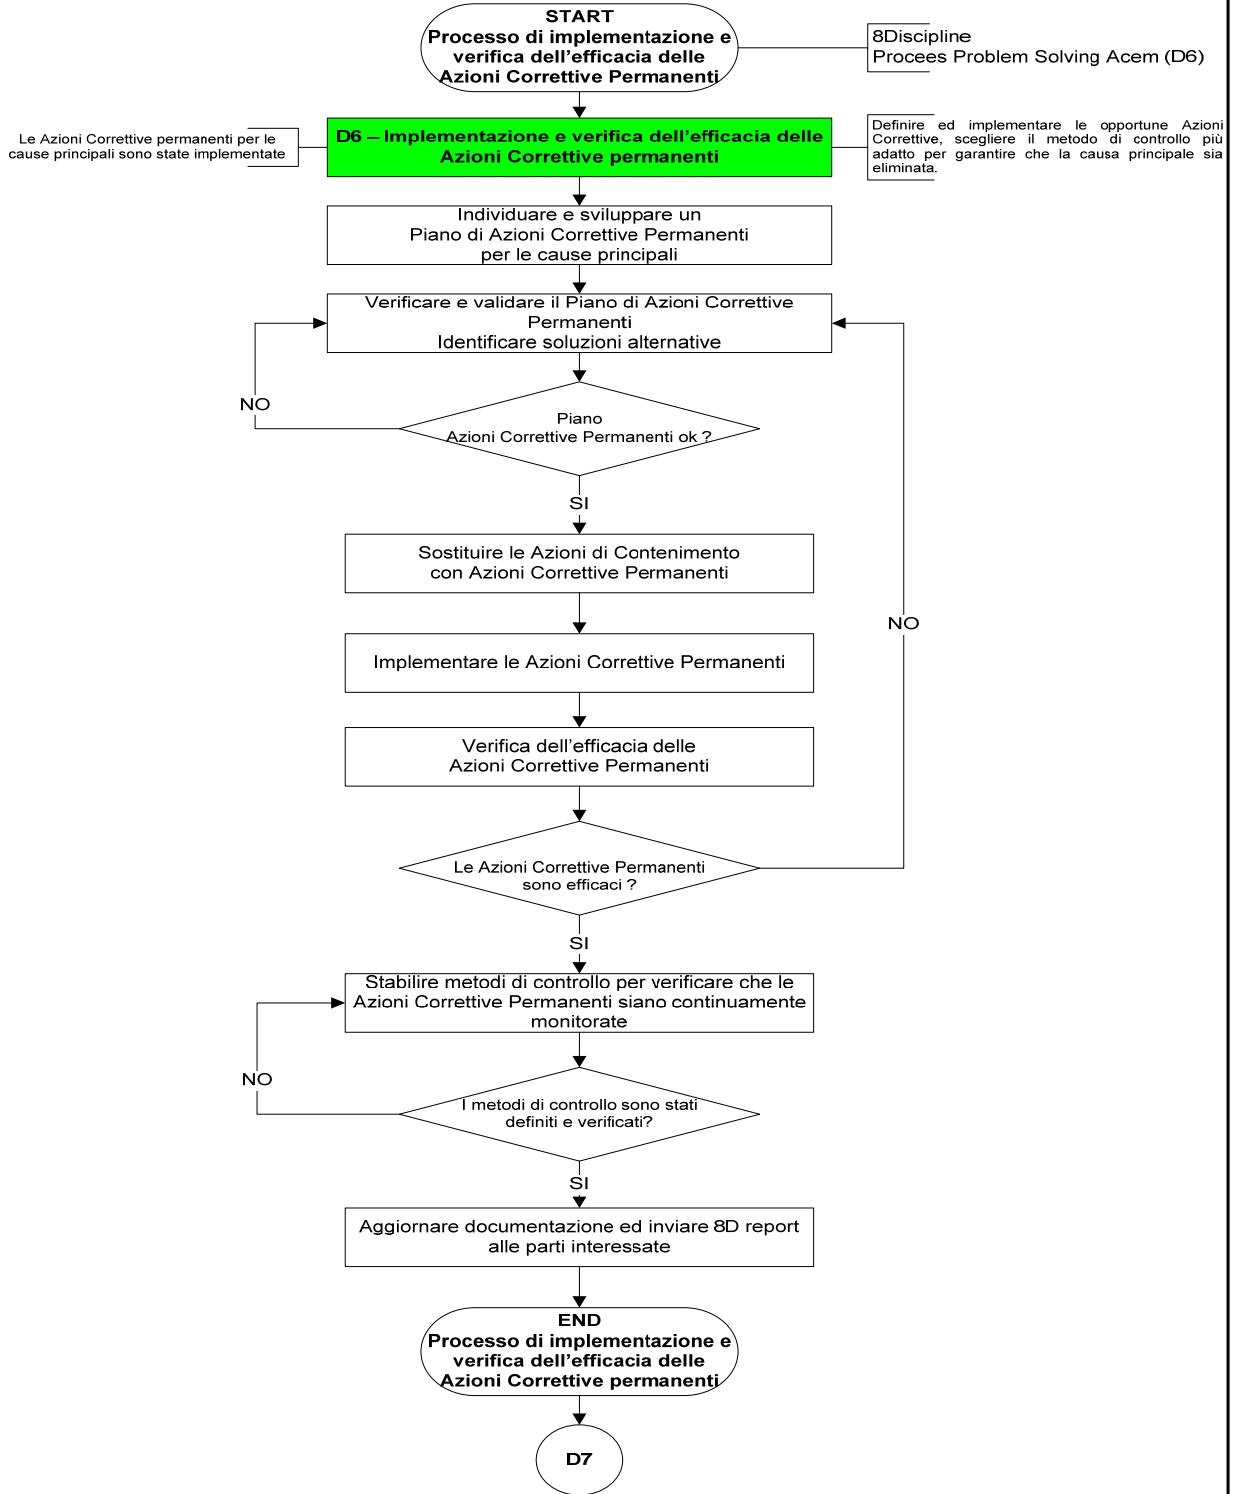 START
Processo di implementazione e
verifica dell'efficacia delle
Azioni Correttive Permanenti
8Discipline
Procees Problem Solving Acem (D6)
Le Azioni Correttive permanenti per le
cause principali sono state implementate
D6 – Implementazione e verifica dell'efficacia delle
Azioni Correttive permanenti
Definire ed implementare le opportune Azioni
Correttive, scegliere il metodo di controllo più
adatto per garantire che la causa principale sia
eliminata.
Individuare e sviluppare un
Piano di Azioni Correttive Permanenti
per le cause principali
Verificare e validare il Piano di Azioni Correttive
Permanenti
Identificare soluzioni alternative
NO
Piano
Azioni Correttive Permanenti ok ?
SI
Sostituire le Azioni di Contenimento
con Azioni Correttive Permanenti
NO
Implementare le Azioni Correttive Permanenti
Verifica dell'efficacia delle
Azioni Correttive Permanenti
Le Azioni Correttive Permanenti
sono efficaci ?
SI
Stabilire metodi di controllo per verificare che le
Azioni Correttive Permanenti siano continuamente
monitorate
NO
I metodi di controllo sono stati
definiti e verificati?
SI
Aggiornare documentazione ed inviare 8D report
alle parti interessate
END
Processo di implementazione e
verifica dell'efficacia delle
Azioni Correttive permanenti
D7